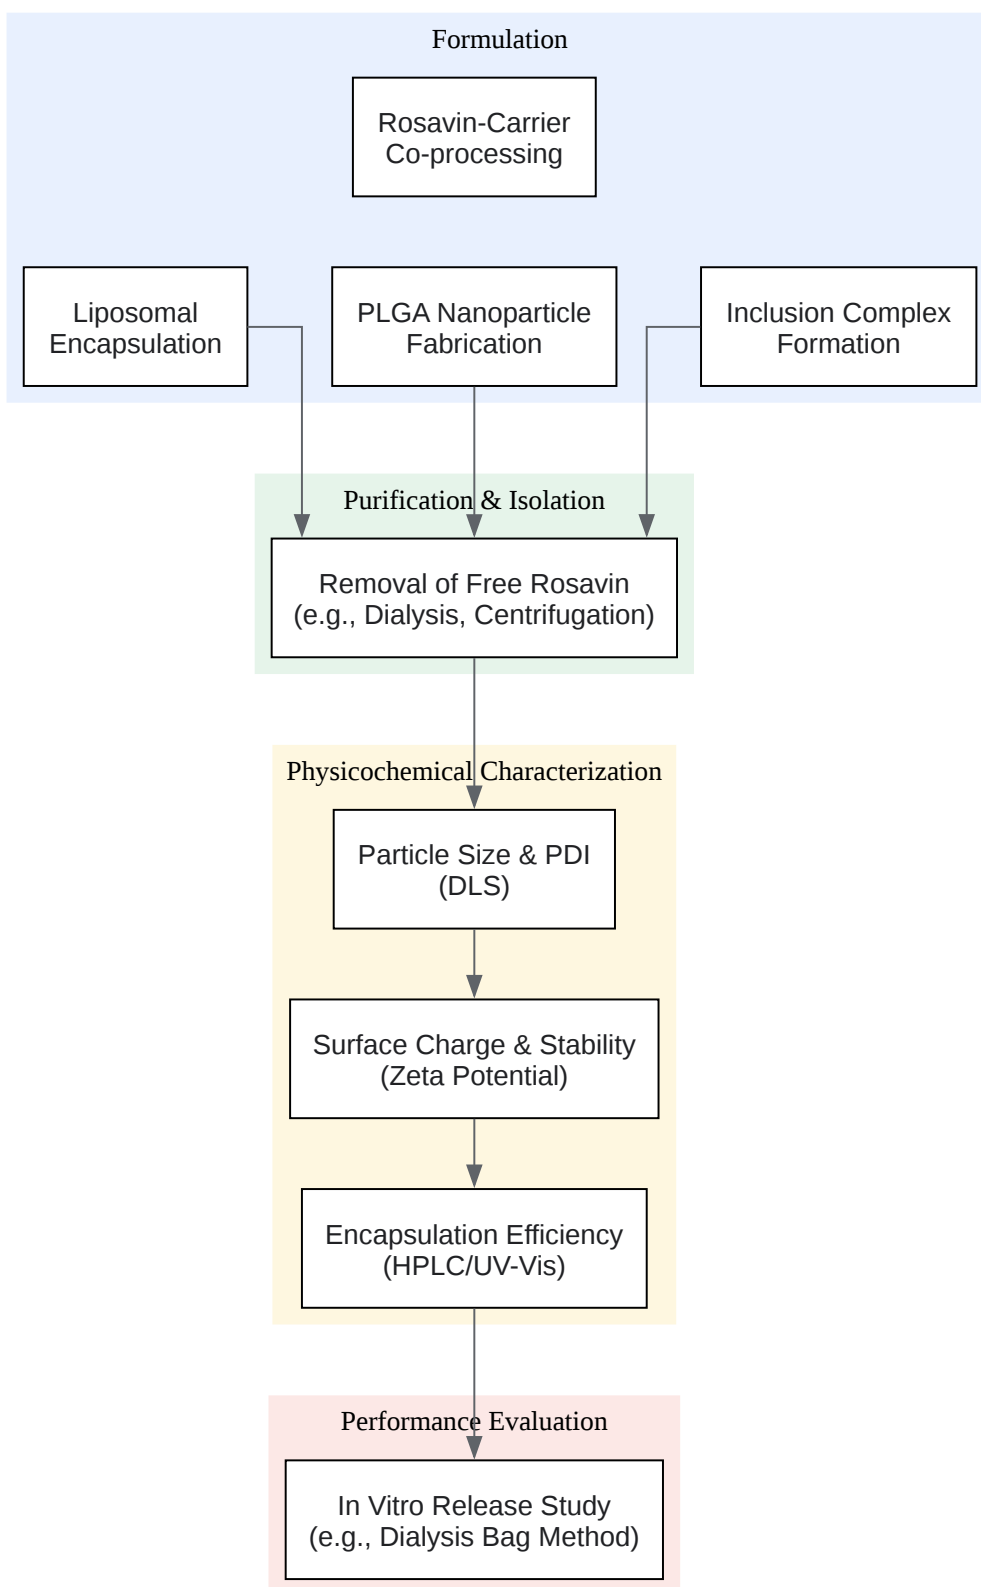 Formulation
Rosavin-Carrier
Co-processing
Liposomal
Encapsulation
PLGA Nanoparticle
Fabrication
Inclusion Complex
Formation
Purification & Isolation
Removal of Free Rosavin
(e.g., Dialysis, Centrifugation)
Physicochemical Characterization
Particle Size & PDI
(DLS)
Surface Charge & Stability
(Zeta Potential)
Encapsulation Efficiency
(HPLC/UV-Vis)
Performance Evaluation
In Vitro Release Study
(e.g., Dialysis Bag Method)